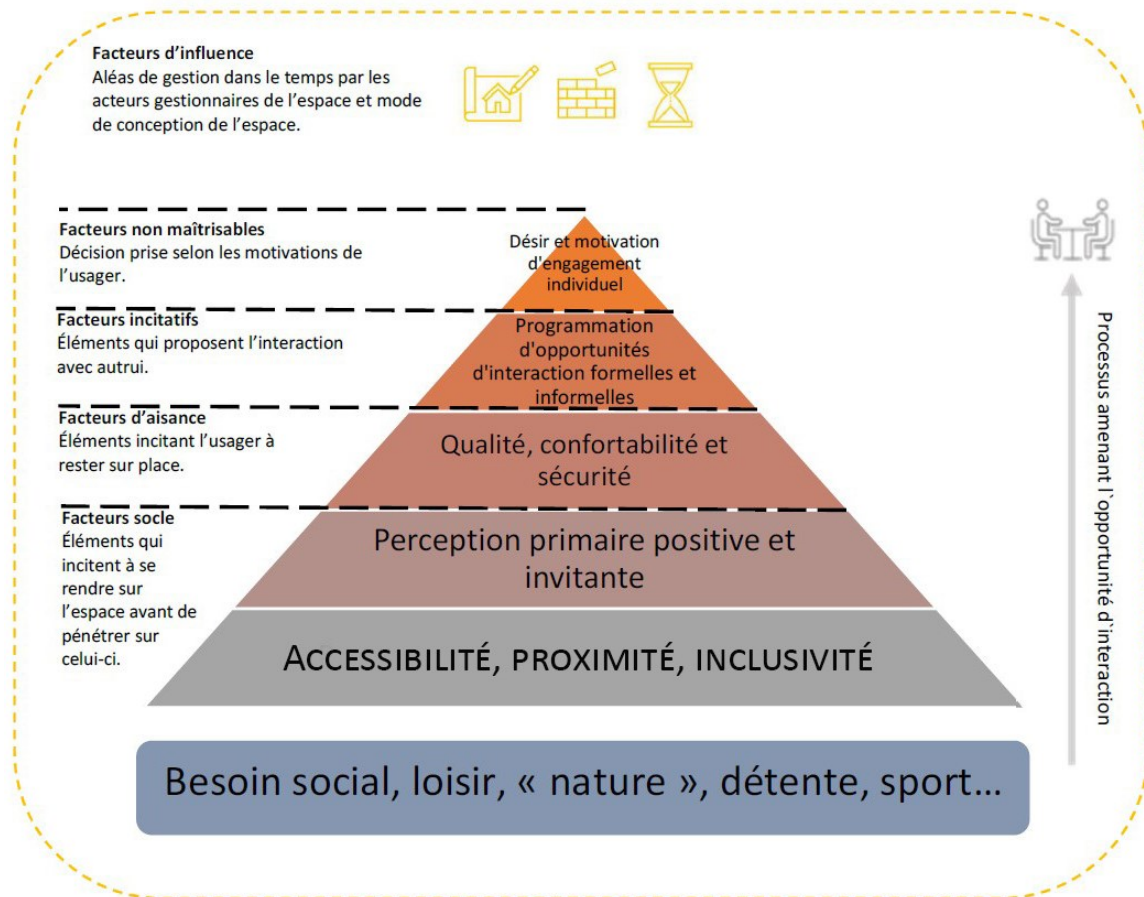 Facteurs d'influence
Aléas de gestion dans le temps par les
acteurs gestionnaires de l'espace et mode
de conception de l'espace.
Facteurs non maîtrisables
Décision prise selon les motivations de
l'usager.
Désir et motivation
d'engagement
individuel
Facteurs incitatifs
Éléments qui proposent l'interaction
avec autrui.
Programmation
d'opportunités
d'interaction formelles et
informelles
Facteurs d'aisance
Éléments incitant l'usager à
rester sur place.
Qualité, confortabilité et
sécurité
Facteurs socle
Éléments qui
incitent à se
rendre sur
l'espace avant de
pénétrer sur
celui-ci.
Perception primaire positive et
invitante
ACCESSIBILITÉ, PROXIMITÉ, INCLUSIVITÉ
Besoin social, loisir, « nature », détente, sport...
Processus amenant l`opportunité d`interaction